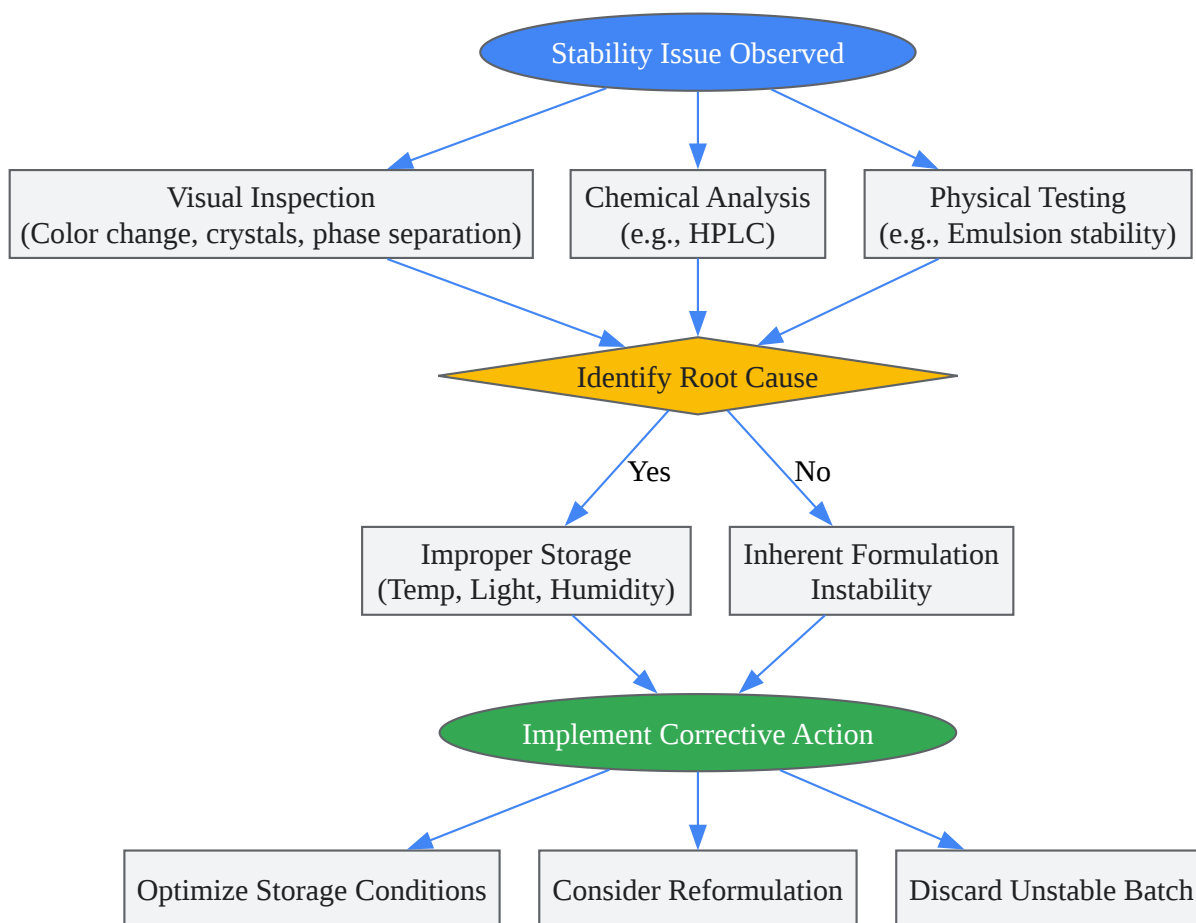 Stability Issue Observed
Visual Inspection
(Color change, crystals, phase separation)
Chemical Analysis
(e.g., HPLC)
Physical Testing
(e.g., Emulsion stability)
Identify Root Cause
Yes
No
Improper Storage
(Temp, Light, Humidity)
Inherent Formulation
Instability
Implement Corrective Action
Optimize Storage Conditions
Consider Reformulation
Discard Unstable Batch